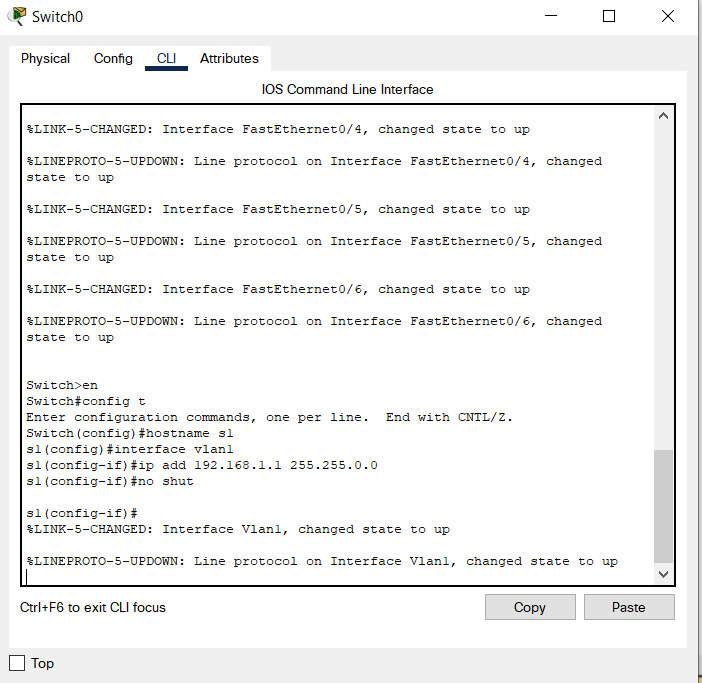 Switch0
Physical Config CLI Attributes
IOS Command Line Interface
%LINK-5-CHANGED: Interface FastEthernet0/4, changed state to up
%LINEPROTO-5-UPDOWN: Line protocol on Interface FastEthernet0/4, changed
state to up
%LINK-5-CHANGED: Interface FastEthernet0/5, changed state to up
%LINEPROTO-5-UPDOWN: Line protocol on Interface FastEthernet0/5, changed
state to up
%LINK-5-CHANGED: Interface FastEthernet0/6, changed state to up
%LINEPROTO-5-UPDOWN: Line protocol on Interface FastEthernet0/6, changed
state to up
Switch>en
Switch#config t
Enter configuration commands, one per line.  End with CNTL/Z.
Switch(config)#hostname s1
s1(config)#interface vlan1
s1(config-if)#ip add 192.168.1.1 255.255.0.0
s1(config-if)#no shut
s1(config-if)#
%LINK-5-CHANGED: Interface Vlan1, changed state to up
%LINEPROTO-5-UPDOWN: Line protocol on Interface Vlan1, changed state to up
Ctrl+F6 to exit CLI focus
Copy Paste
Top